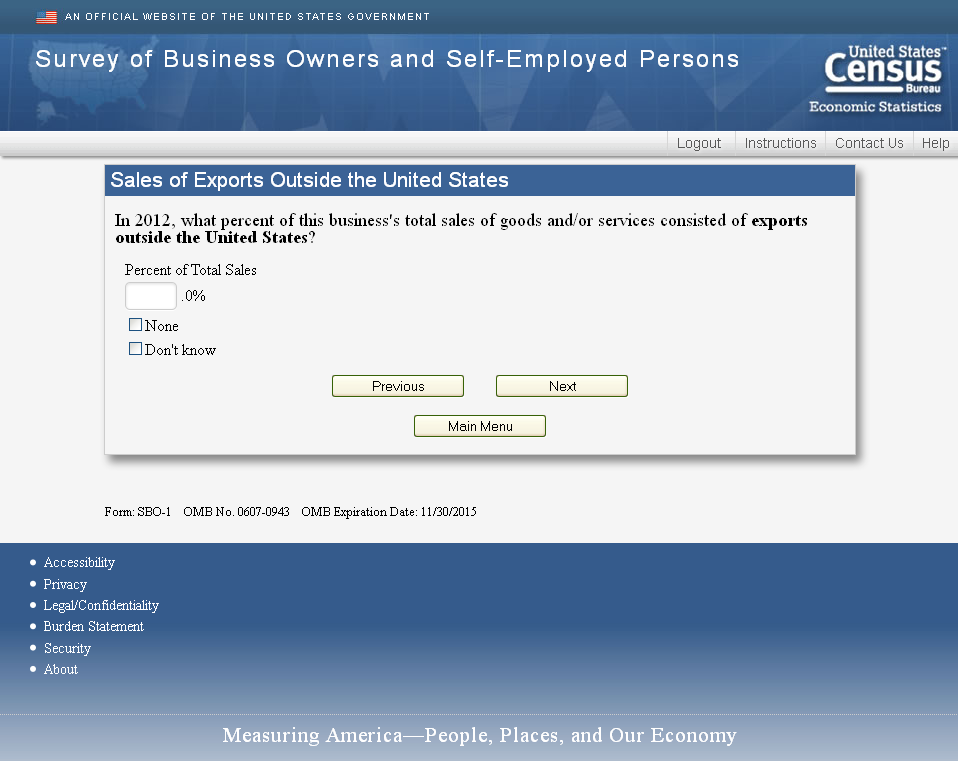 AN OFFICIAL WEBSITE OF THE UNITED STATES GOVERNMENT
Survey of Business Owners and Self-Employed Persons
United States™
Census
Bureau
Economic Statistics
Logout Instructions Contact Us Help
Sales of Exports Outside the United States
In 2012, what percent of this business's total sales of goods and/or services consisted of exports
outside the United States?
Percent of Total Sales
.0%
None
Don't know
Previous Next
Main Menu
Form: SBO-1 OMB No. 0607-0943 OMB Expiration Date: 11/30/2015
Accessibility
Privacy
Legal/Confidentiality
Burden Statement
Security
About
Measuring America—People, Places, and Our Economy